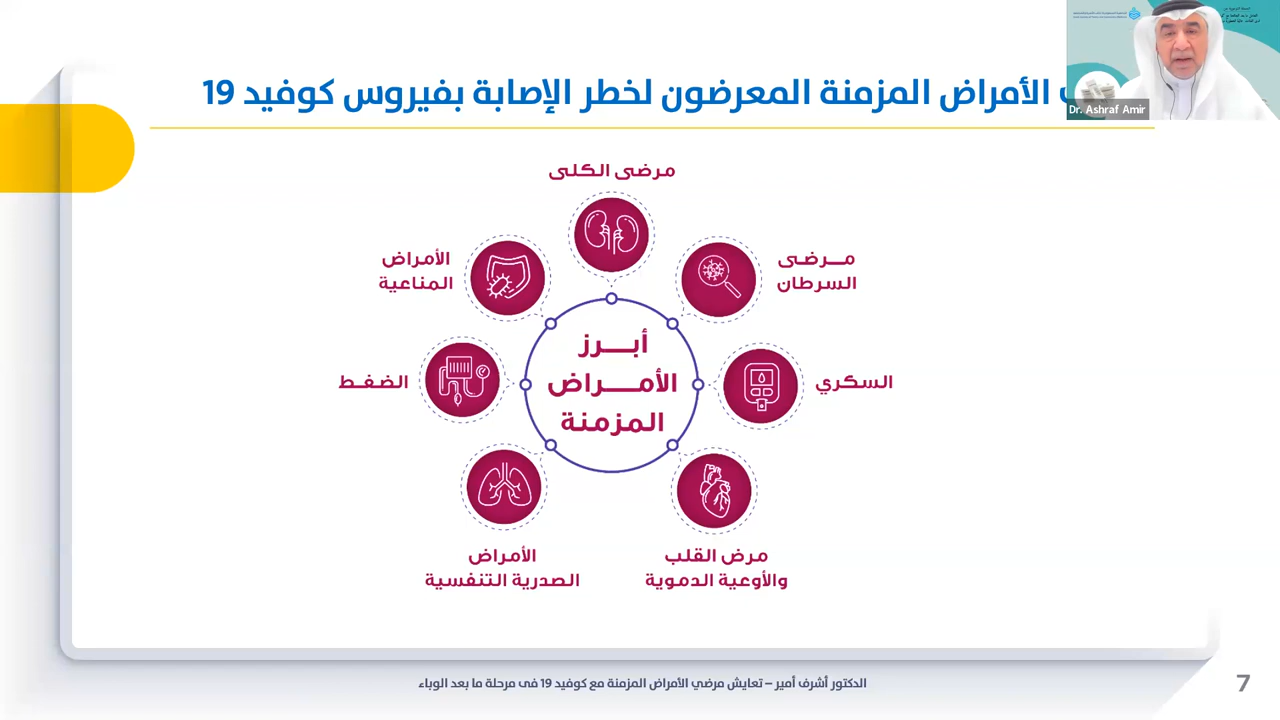 الأمراض المزمنة المعرضون لخطر الإصابة بفيروس كوفيد 19
Dr. Ashraf Amir
مرضى الكلى
مــرضـى
السرطان
الأمراض
المناعية
أبـــرز
الأمـــراض
المزمنة
السكري
الضغـط
مرض القلب
والأوعية الدموية
الأمراض
الصدرية التنفسية
الدكتور أشرف أمير – تعايش مرضي الأمراض المزمنة مع كوفيد 19 فى مرحلة ما بعد الوباء
7